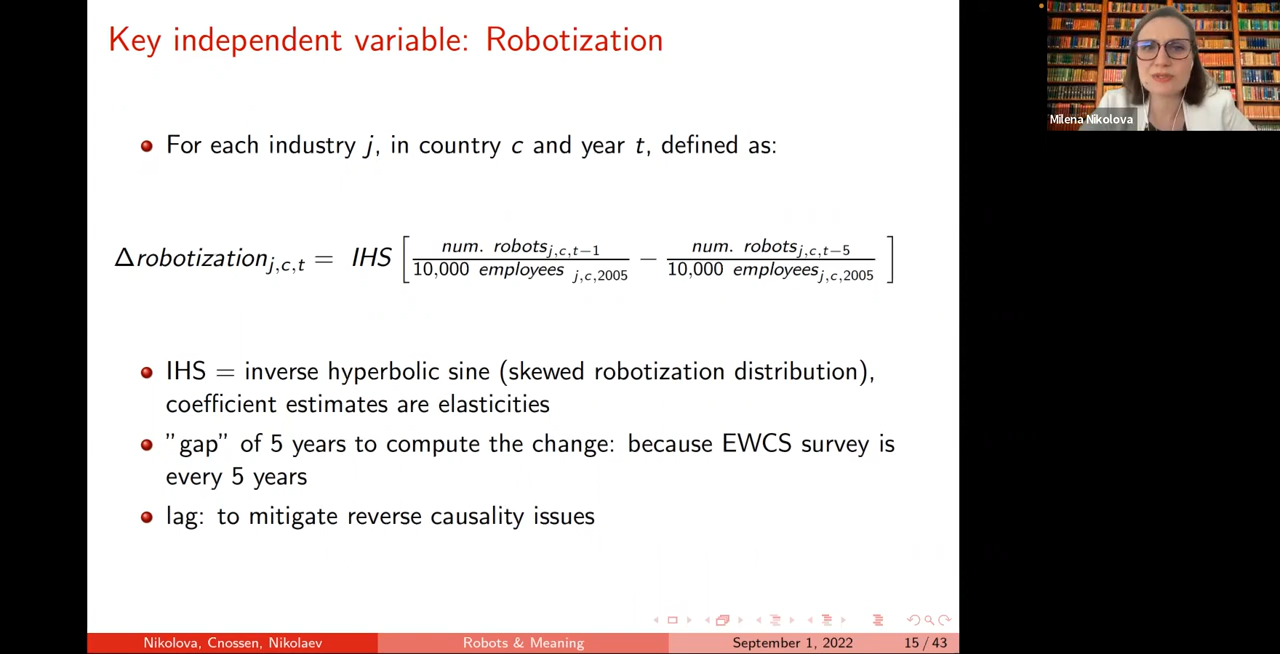 Key independent variable: Robotization
For each industry j, in country c and year t, defined as:
Δrobotization_{j,c,t} = IHS [ num. robots_{j,c,t−1} / 10,000 employees_{j,c,2005} − num. robots_{j,c,t−5} / 10,000 employees_{j,c,2005} ]
IHS = inverse hyperbolic sine (skewed robotization distribution),
coefficient estimates are elasticities
"gap" of 5 years to compute the change: because EWCS survey is
every 5 years
lag: to mitigate reverse causality issues
Nikolova, Cnossen, Nikolaev
Robots & Meaning
September 1, 2022
15 / 43
Milena Nikolova